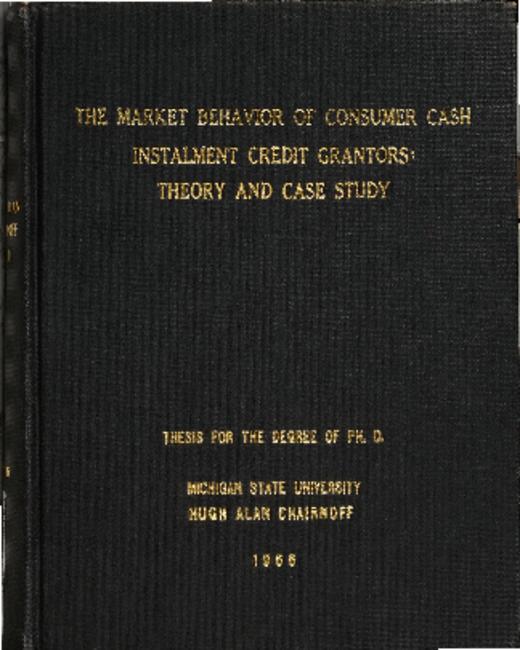 THE MARKET BEHAVIOR OF CONSUMER CASH
INSTALMENT CREDIT GRANTORS:
THEORY AND CASE STUDY
THESIS FOR THE DEGREE OF PH. D.
MICHIGAN STATE UNIVERSITY
HUGH ALAN CHAIRNOFF
1966